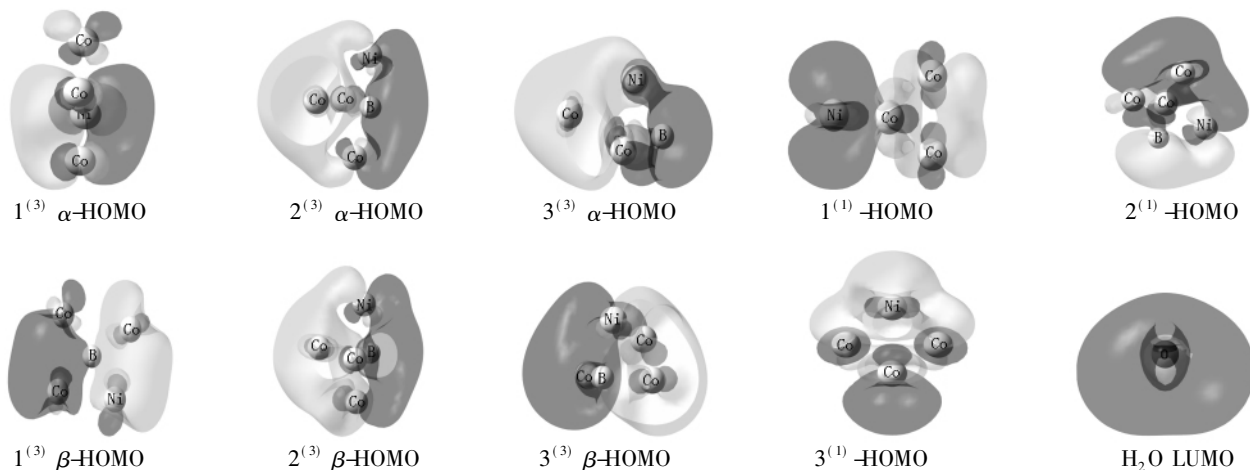 Co
Co
Ni
Co
1⁽³⁾ α-HOMO
Ni
Co Co B
Co
2⁽³⁾ α-HOMO
Ni
Co
B
Co
3⁽³⁾ α-HOMO
Co
Ni Co
Co
1⁽¹⁾-HOMO
Co
Co Co
B Ni
2⁽¹⁾-HOMO
Co
Co
B
Co Ni
1⁽³⁾ β-HOMO
Ni
Co Co B
Co
2⁽³⁾ β-HOMO
Ni
Co
Co B Co
3⁽³⁾ β-HOMO
Ni
Co Co
Co
3⁽¹⁾-HOMO
O
H₂O LUMO